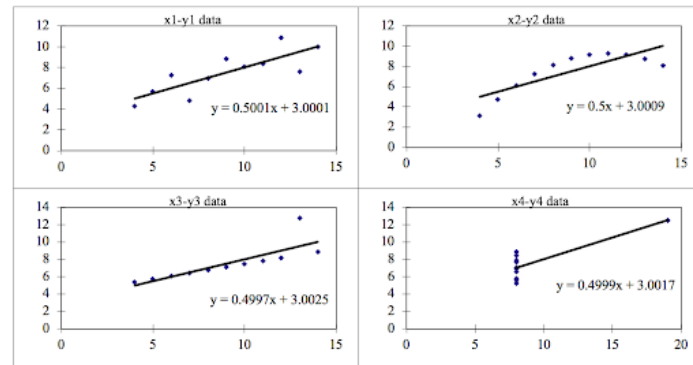 x1-y1 data
12
10
8
6
4
2
0
y = 0.5001x + 3.0001
0 5 10 15
x2-y2 data
12
10
8
6
4
2
0
y = 0.5x + 3.0009
0 5 10 15
x3-y3 data
14
12
10
8
6
4
2
0
y = 0.4997x + 3.0025
0 5 10 15
x4-y4 data
14
12
10
8
6
4
2
0
y = 0.4999x + 3.0017
0 5 10 15 20